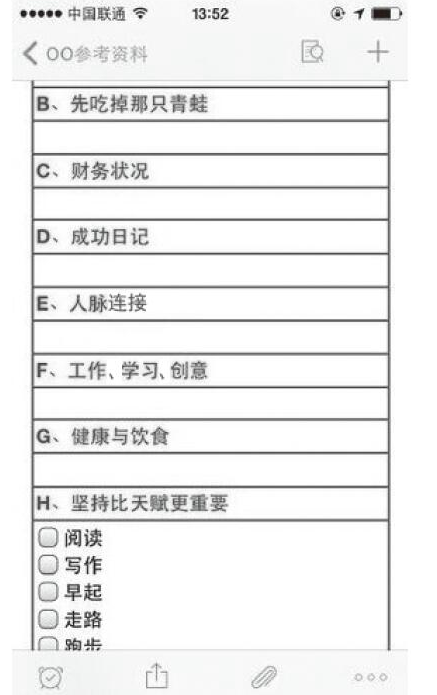 中国联通 13:52
OO参考资料
B、先吃掉那只青蛙
C、财务状况
D、成功日记
E、人脉连接
F、工作、学习、创意
G、健康与饮食
H、坚持比天赋更重要
阅读
写作
早起
走路
跑步